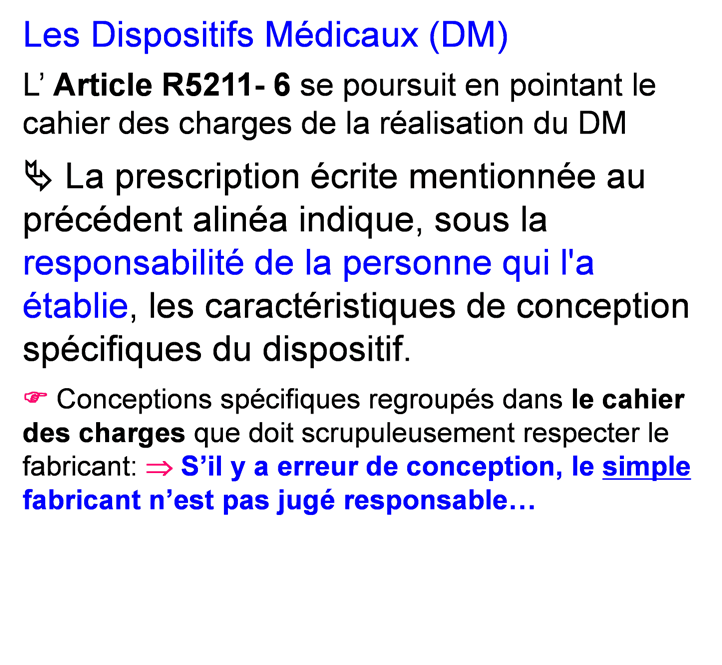 Les Dispositifs Médicaux (DM)
L’ Article R5211- 6 se poursuit en pointant le
cahier des charges de la réalisation du DM
La prescription écrite mentionnée au
précédent alinéa indique, sous la
responsabilité de la personne qui l'a
établie, les caractéristiques de conception
spécifiques du dispositif.
☞ Conceptions spécifiques regroupés dans le cahier
des charges que doit scrupuleusement respecter le
fabricant: ⇒ S’il y a erreur de conception, le simple
fabricant n’est pas jugé responsable…